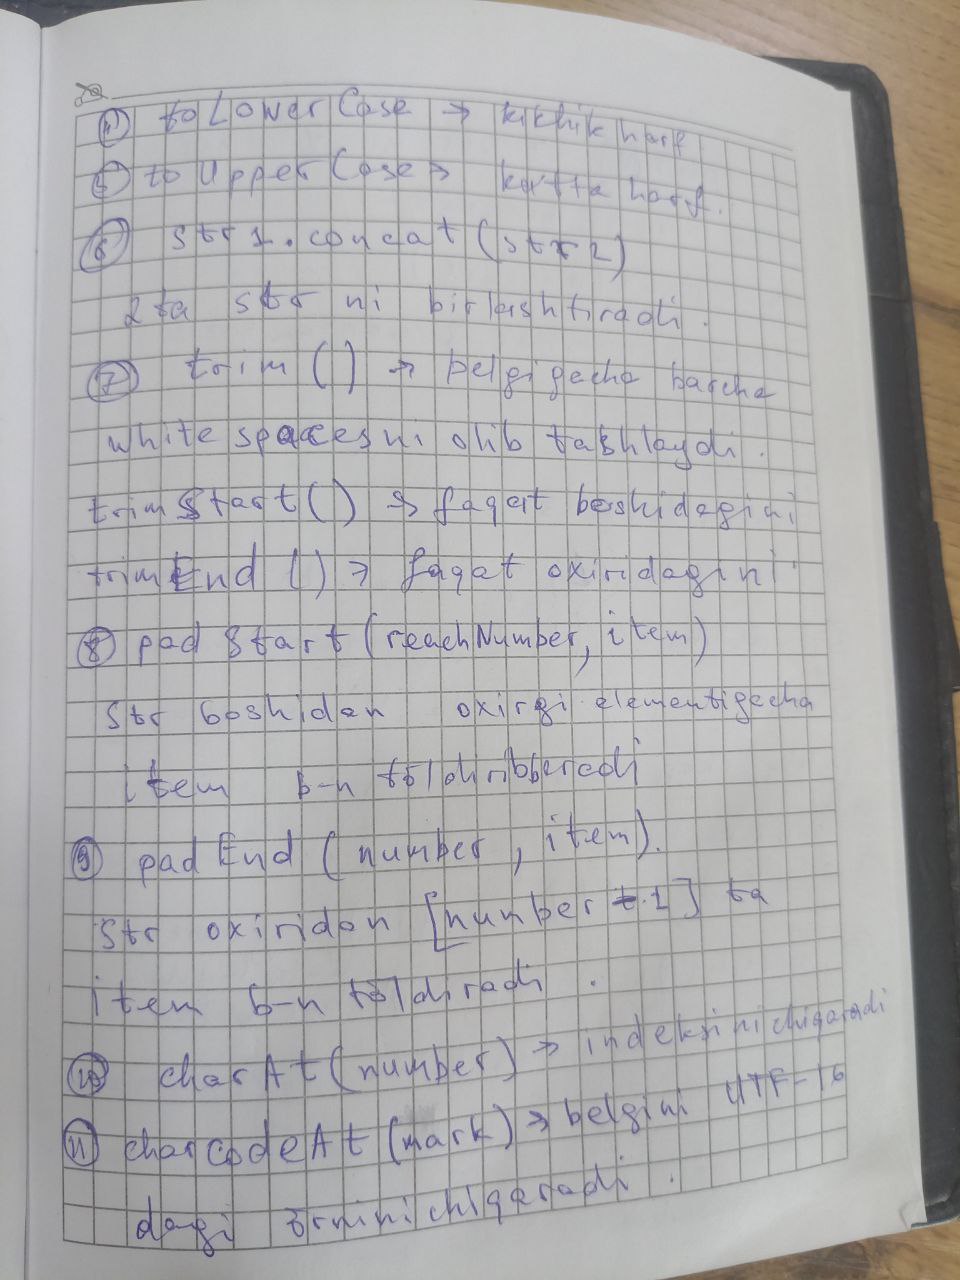 ④ toLowerCase → kichik harf
⑤ toUpperCase → katta harf.
⑥ str1.concat(str2)
2 ta str ni birlashtiradi.
⑦ trim() → belgigacha barcha
white spacesni olib tashlaydi.
trimStart() → faqat boshidagini
trimEnd() → faqat oxiridagini
⑧ padStart(reachNumber, item)
str boshidan oxirgi elementigacha
item b-n to'ldiribberadi
⑨ padEnd (number, item).
str oxiridan [number 1] ta
item b-n to'ldiradi.
⑩ charAt(number) → indeksini chiqaradi
⑪ charcodeAt(mark) → belgini UTF-16
dagi o'rnini chiqaradi.